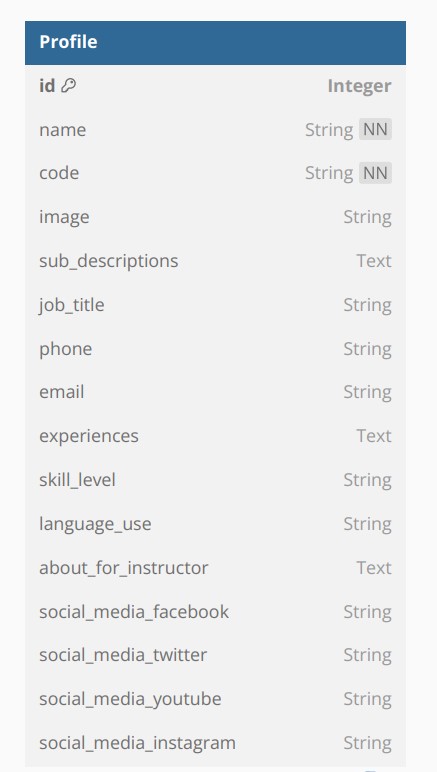 Profile
id Integer
name String NN
code String NN
image String
sub_descriptions Text
job_title String
phone String
email String
experiences Text
skill_level String
language_use String
about_for_instructor Text
social_media_facebook String
social_media_twitter String
social_media_youtube String
social_media_instagram String